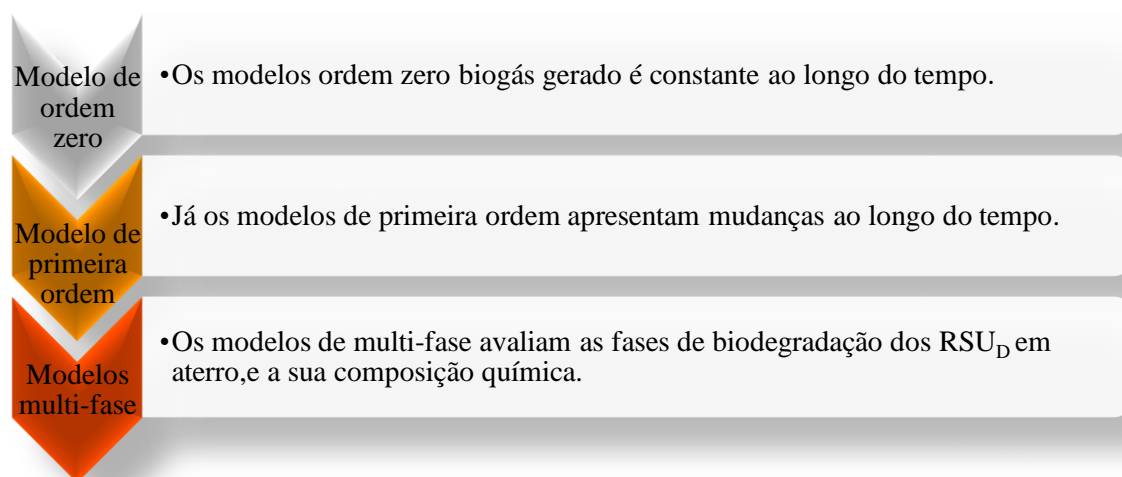 Modelo de
ordem
zero
•Os modelos ordem zero biogás gerado é constante ao longo do tempo.
Modelo de
primeira
ordem
•Já os modelos de primeira ordem apresentam mudanças ao longo do tempo.
Modelos
multi-fase
•Os modelos de multi-fase avaliam as fases de biodegradação dos RSU_D em
aterro,e a sua composição química.